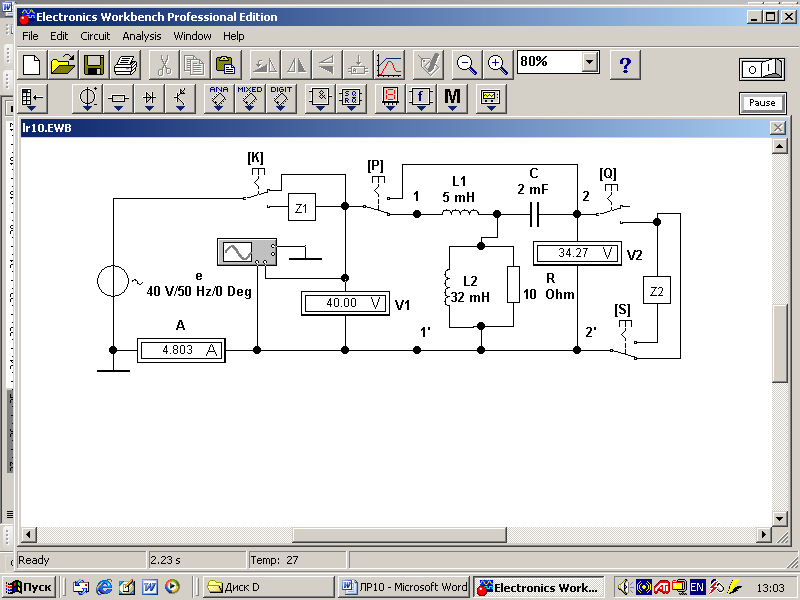 Electronics Workbench Professional Edition
File Edit Circuit Analysis Window Help
80%
?
O I
Pause
ANA MIXED DIGIT
M
lr10.EWB
[K]
[P]
[Q]
C
2 mF
L1
5 mH
1
2
Z1
34.27 V
V2
e
40 V/50 Hz/0 Deg
L2
32 mH
R
10 Ohm
Z2
40.00 V
V1
[S]
A
1'
2'
4.803 A
Ready
2.23 s
Temp: 27
Пуск
Диск D
ЛР10 - Microsoft Word
Electronics Work...
EN
13:03